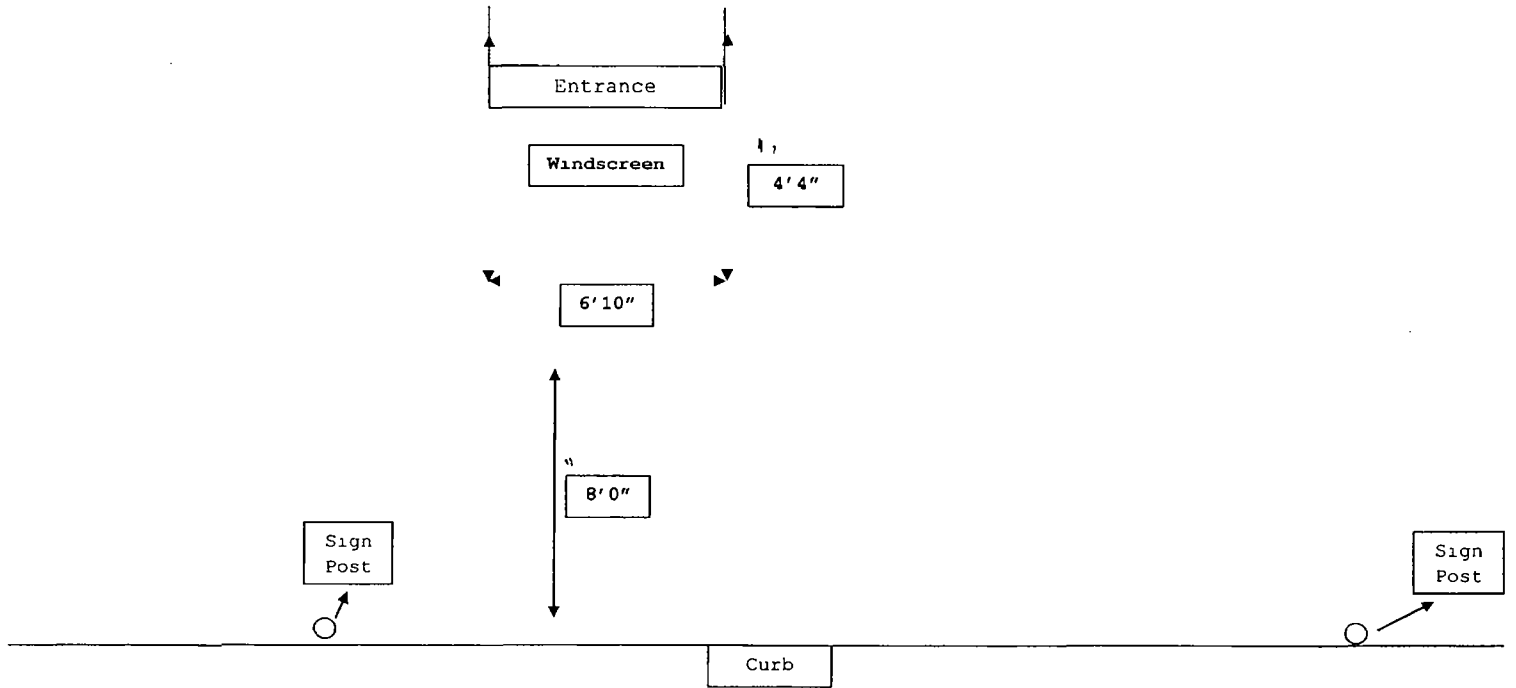 Entrance
Windscreen
4'4"
6'10"
8'0"
Sign
Post
Sign
Post
Curb